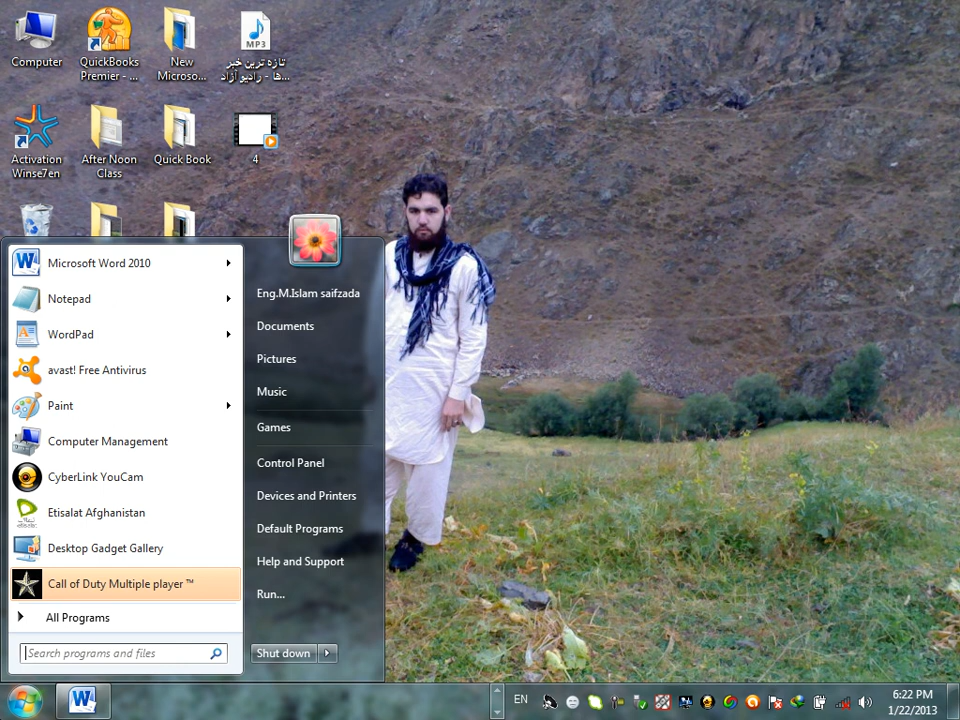 Computer
QuickBooks
Premier - ...
New
Microso...
MP3
تازه ترین خبر
ها - رادیو آزاد...
Activation
Winse7en
After Noon
Class
Quick Book
4
Microsoft Word 2010
Notepad
WordPad
avast! Free Antivirus
Paint
Computer Management
CyberLink YouCam
Etisalat Afghanistan
Desktop Gadget Gallery
Call of Duty Multiple player ™
All Programs
Search programs and files
Eng.M.Islam saifzada
Documents
Pictures
Music
Games
Control Panel
Devices and Printers
Default Programs
Help and Support
Run...
Shut down
EN
6:22 PM
1/22/2013